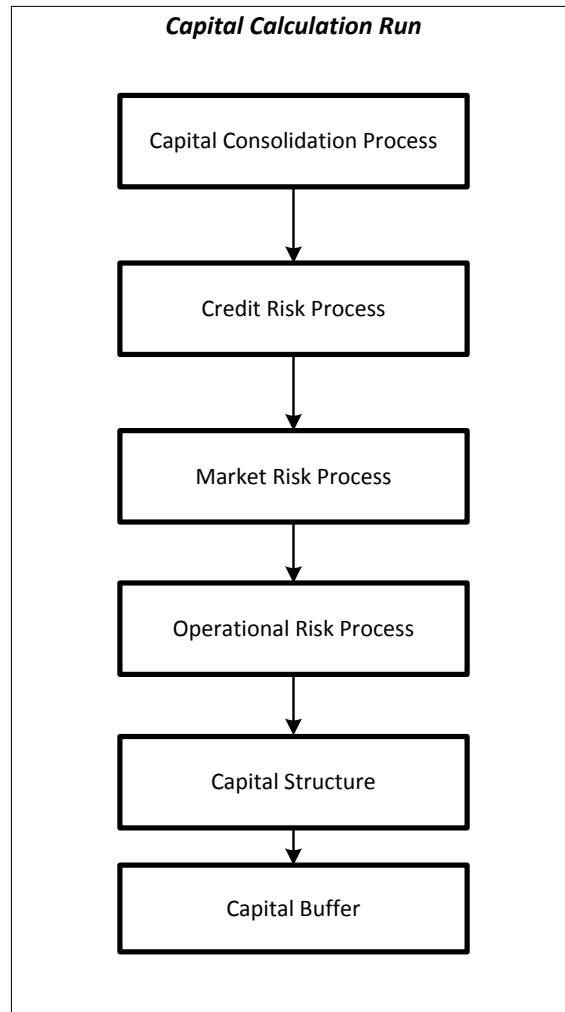 Capital Calculation Run
Capital Consolidation Process
Credit Risk Process
Market Risk Process
Operational Risk Process
Capital Structure
Capital Buffer